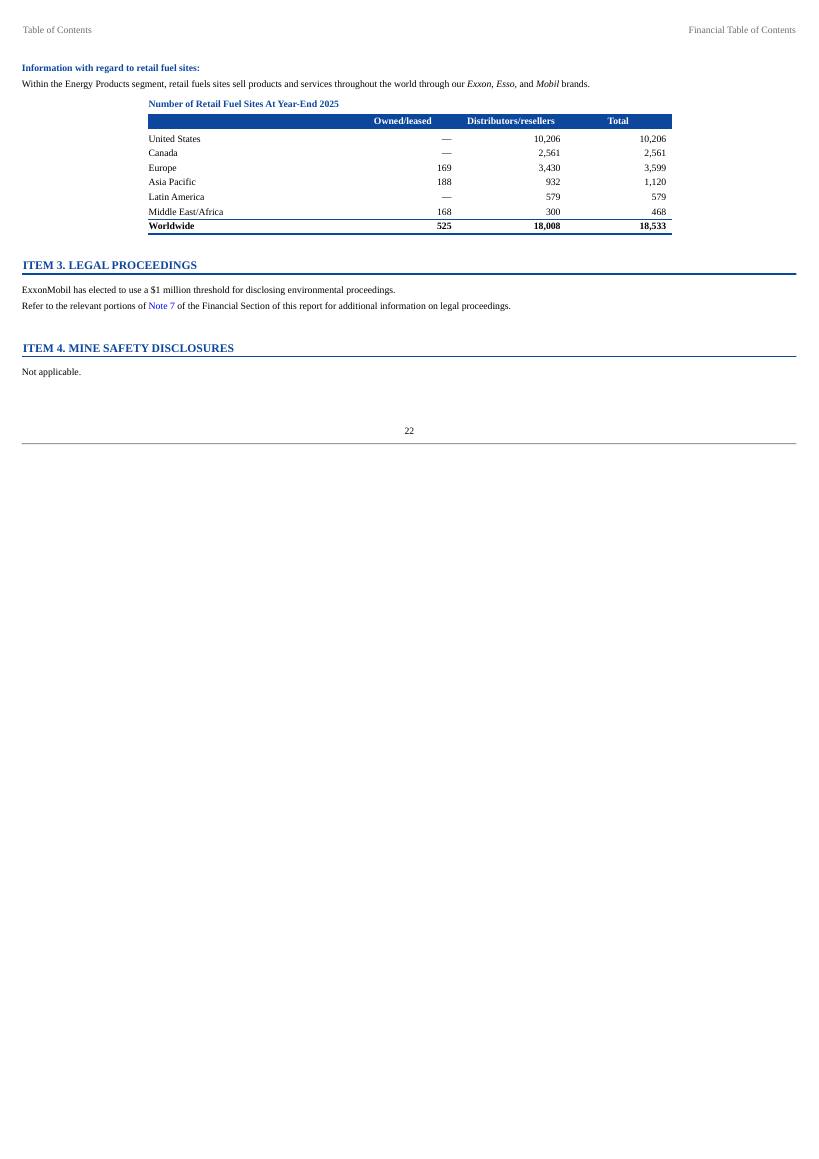 Table of Contents Financial Table of Contents
Information with regard to retail fuel sites:
Within the Energy Products segment, retail fuels sites sell products and services throughout the world through our Exxon, Esso, and Mobil brands.
Number of Retail Fuel Sites At Year-End 2025
Owned/leased Distributors/resellers Total
United States — 10,206 10,206
Canada — 2,561 2,561
Europe 169 3,430 3,599
Asia Pacific 188 932 1,120
Latin America — 579 579
Middle East/Africa 168 300 468
Worldwide 525 18,008 18,533
ITEM 3. LEGAL PROCEEDINGS
ExxonMobil has elected to use a $1 million threshold for disclosing environmental proceedings.
Refer to the relevant portions of Note 7 of the Financial Section of this report for additional information on legal proceedings.
ITEM 4. MINE SAFETY DISCLOSURES
Not applicable.
22